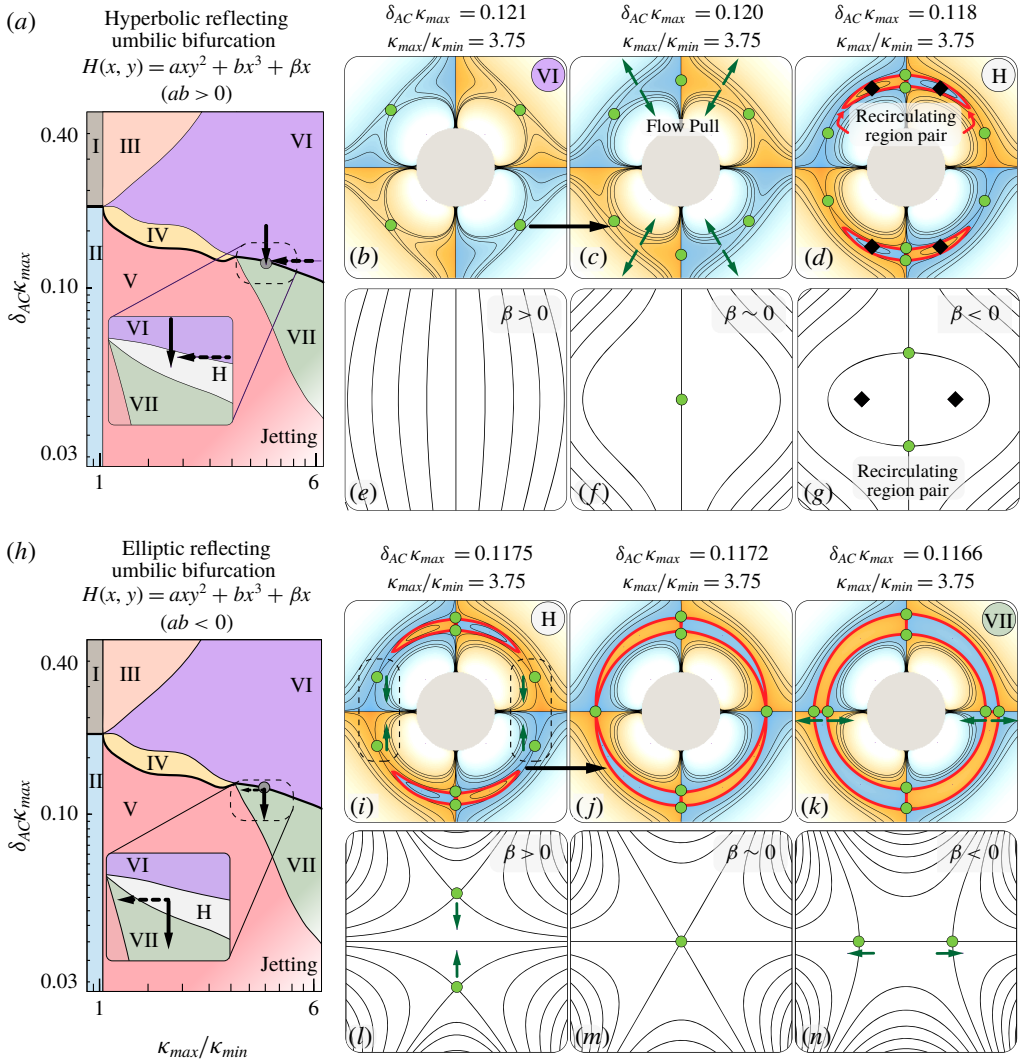 (a)
Hyperbolic reflecting
umbilic bifurcation
H(x, y) = axy² + bx³ + βx
(ab > 0)
0.40
0.10
0.03
δ_AC κ_max
I
III
VI
IV
II
V
VII
VI
H
VII
Jetting
1
6
δ_AC κ_max = 0.121
κ_max/κ_min = 3.75
VI
(b)
δ_AC κ_max = 0.120
κ_max/κ_min = 3.75
Flow Pull
(c)
δ_AC κ_max = 0.118
κ_max/κ_min = 3.75
H
Recirculating
region pair
(d)
β > 0
(e)
β ~ 0
(f)
β < 0
Recirculating
region pair
(g)
(h)
Elliptic reflecting
umbilic bifurcation
H(x, y) = axy² + bx³ + βx
(ab < 0)
0.40
0.10
0.03
δ_AC κ_max
I
III
VI
IV
II
V
VII
VI
H
VII
Jetting
1
6
κ_max/κ_min
δ_AC κ_max = 0.1175
κ_max/κ_min = 3.75
H
(i)
δ_AC κ_max = 0.1172
κ_max/κ_min = 3.75
(j)
δ_AC κ_max = 0.1166
κ_max/κ_min = 3.75
VII
(k)
β > 0
(l)
β ~ 0
(m)
β < 0
(n)